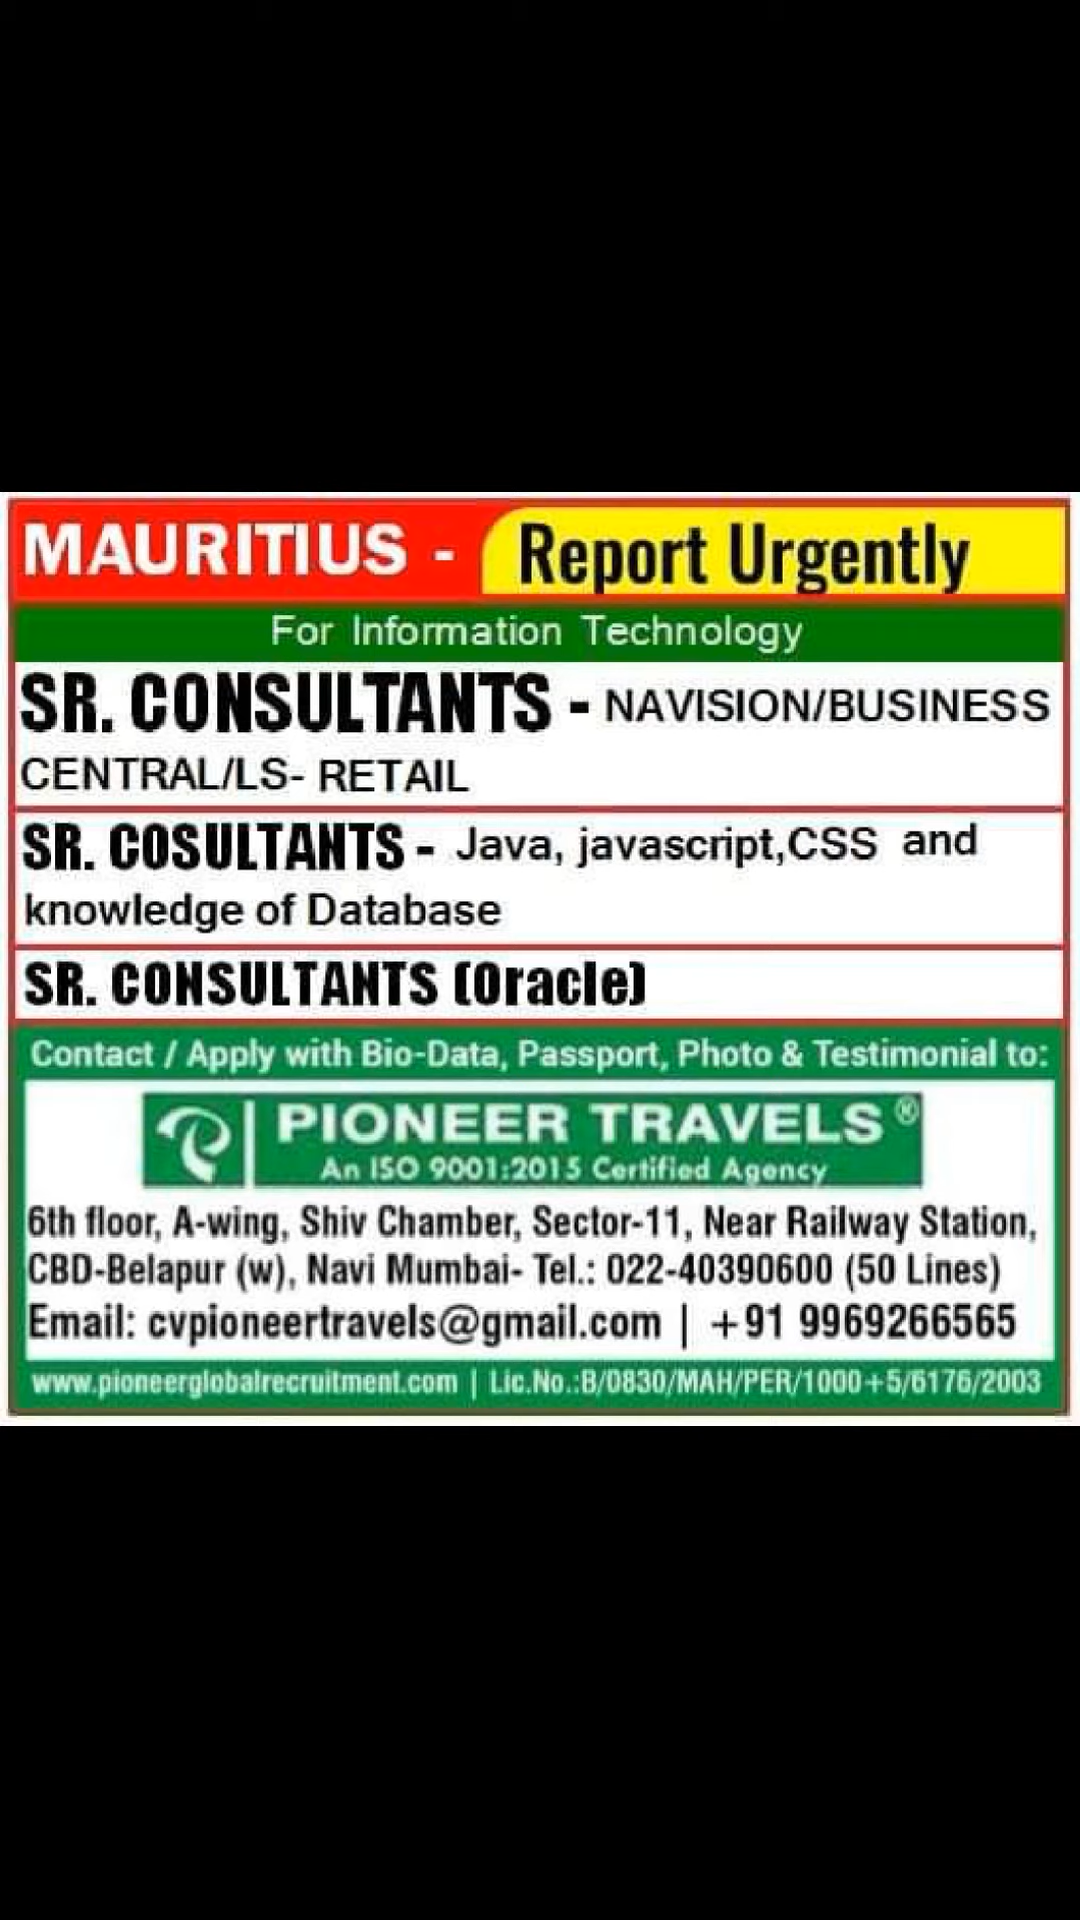 MAURITIUS - Report Urgently
For Information Technology
SR. CONSULTANTS - NAVISION/BUSINESS
CENTRAL/LS- RETAIL
SR. COSULTANTS - Java, javascript,CSS and
knowledge of Database
SR. CONSULTANTS (Oracle)
Contact / Apply with Bio-Data, Passport, Photo & Testimonial to:
PIONEER TRAVELS ®
An ISO 9001:2015 Certified Agency
6th floor, A-wing, Shiv Chamber, Sector-11, Near Railway Station,
CBD-Belapur (w), Navi Mumbai- Tel.: 022-40390600 (50 Lines)
Email: cvpioneertravels@gmail.com | +91 9969266565
www.pioneerglobalrecruitment.com | Lic.No.:B/0830/MAH/PER/1000+5/6176/2003